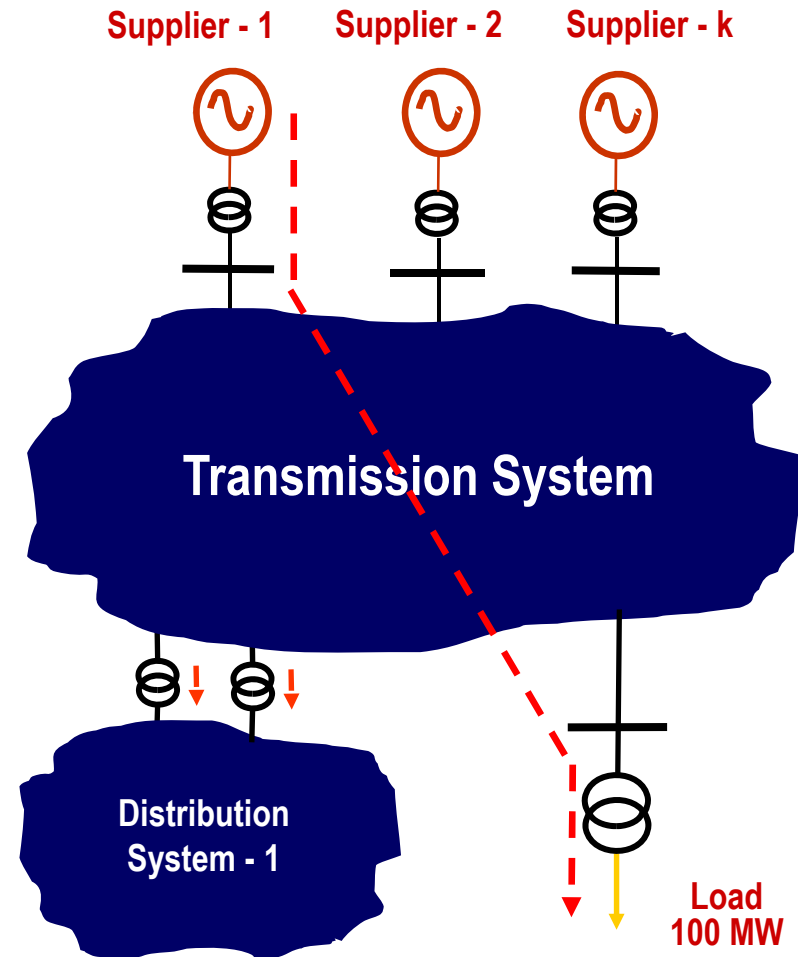 Supplier - 1
Supplier - 2
Supplier - k
Transmission System
Distribution
System - 1
Load
100 MW